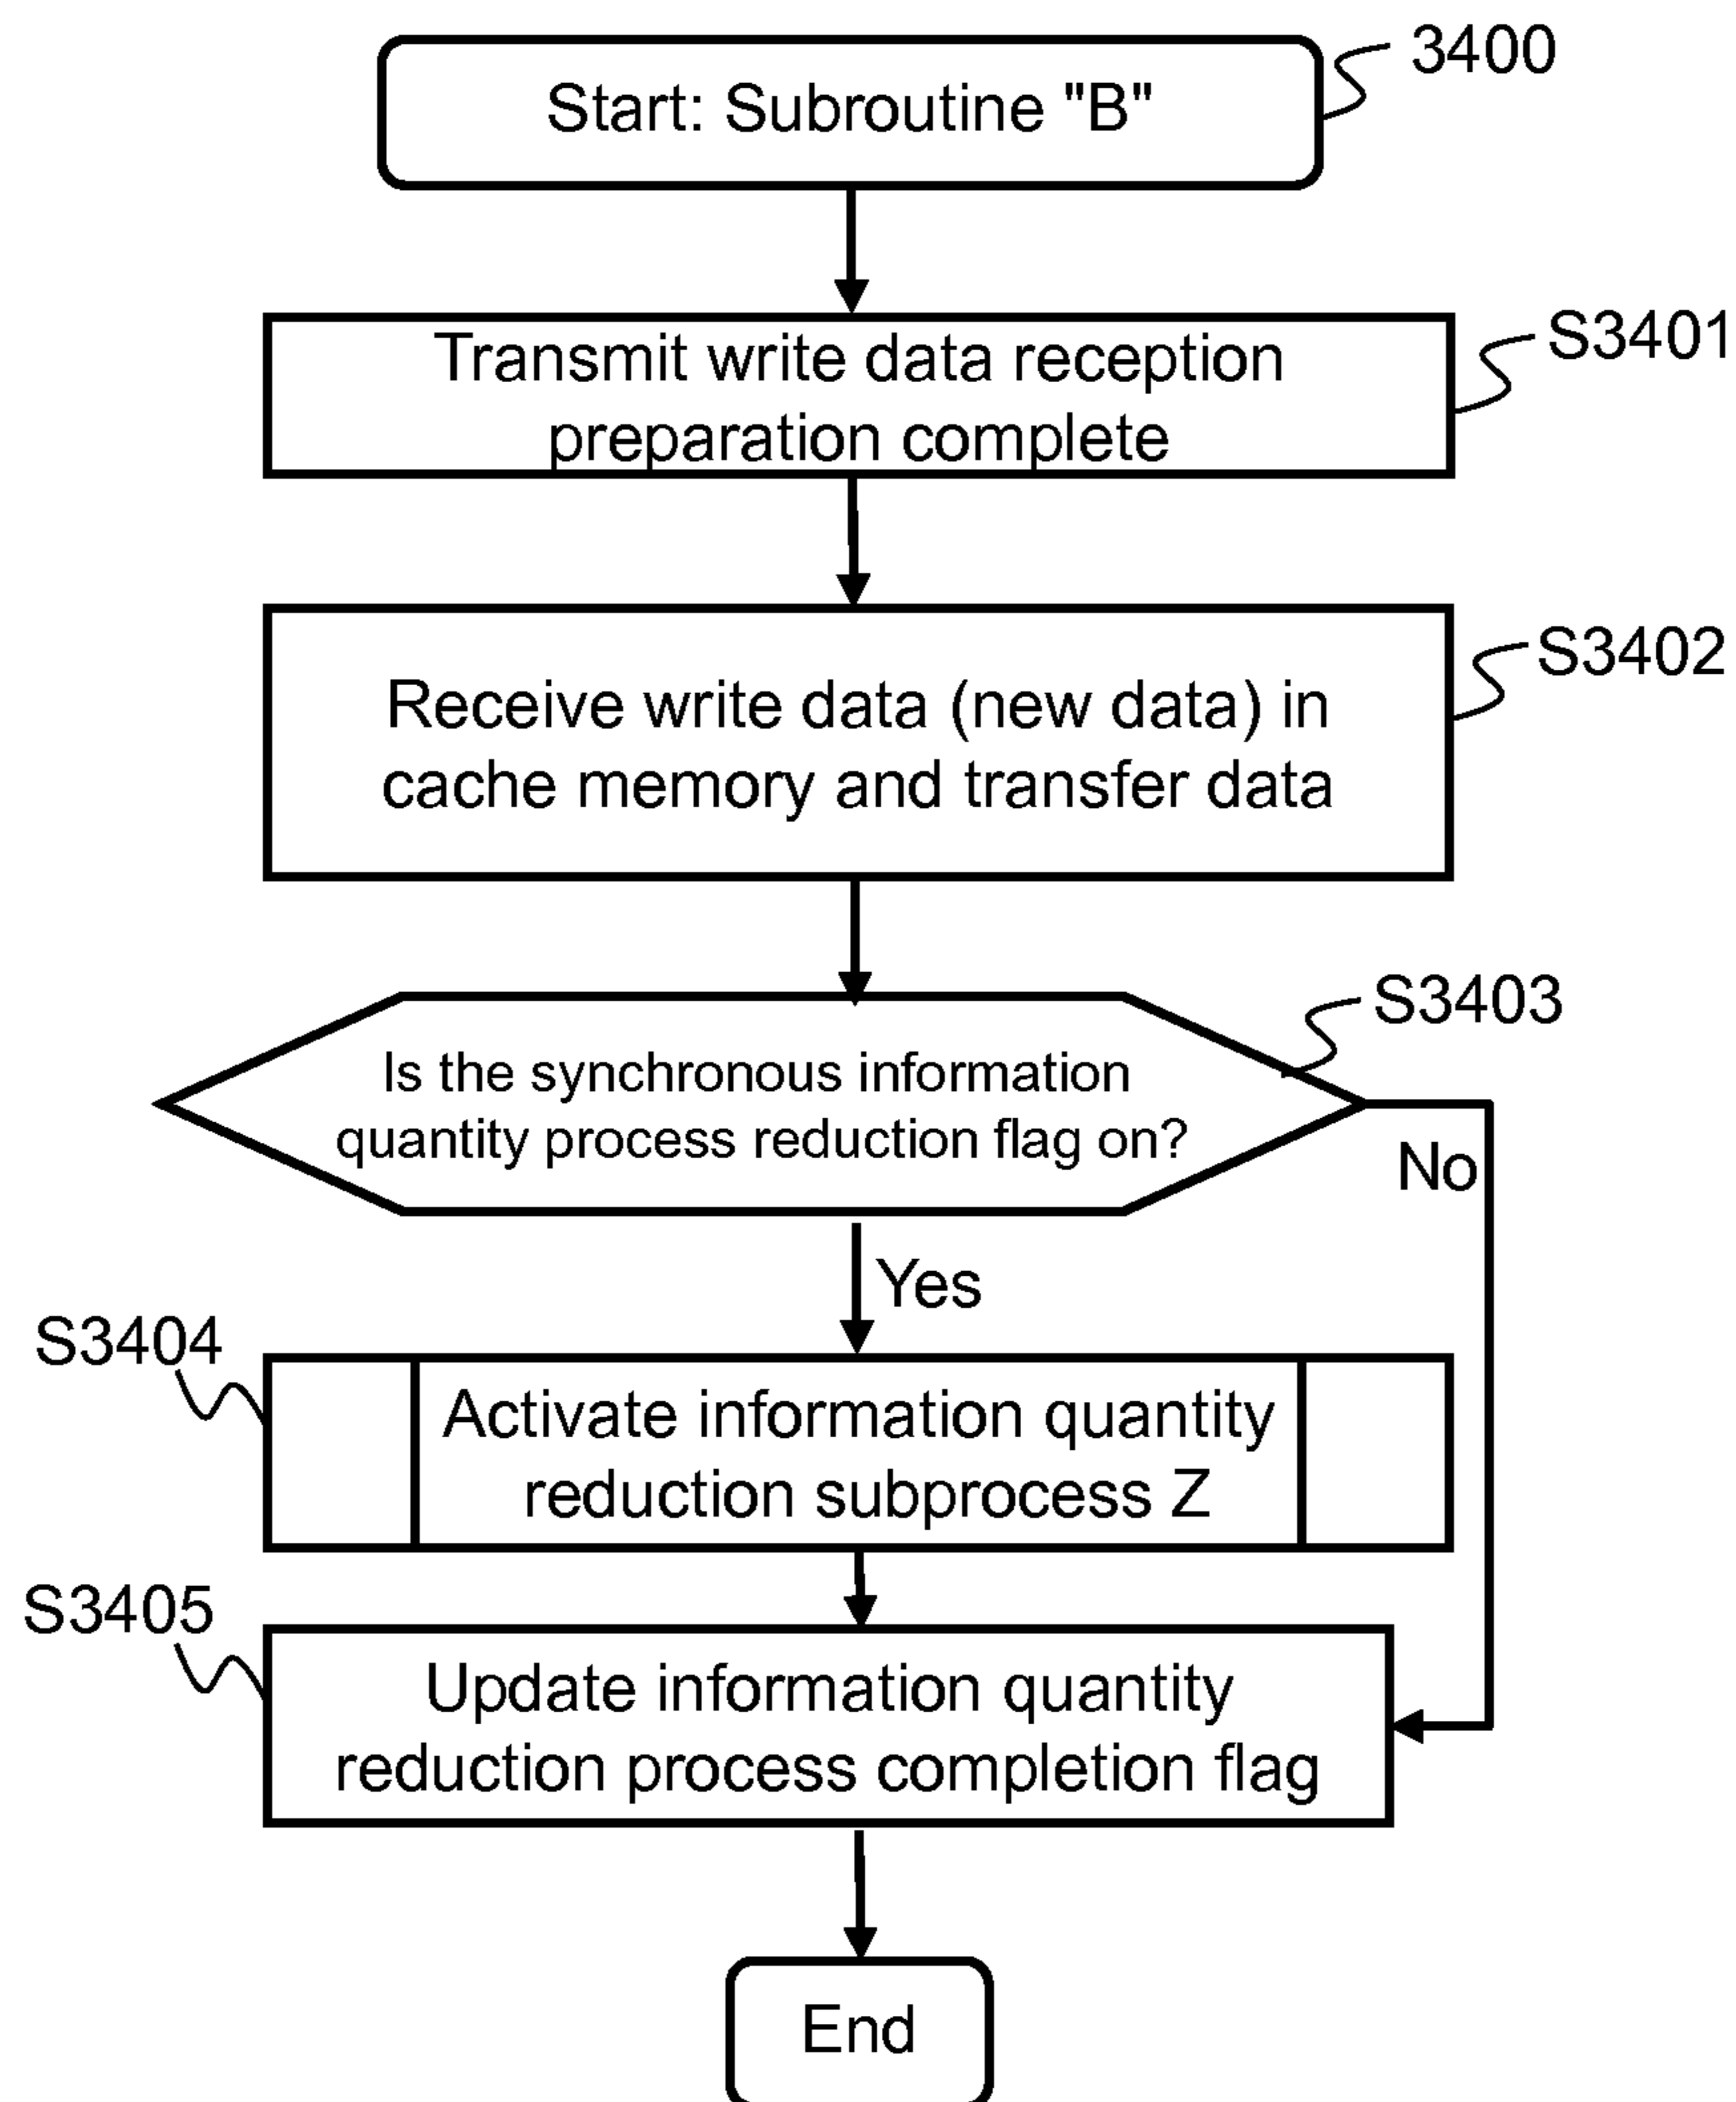 3400
Start: Subroutine "B"
S3401
Transmit write data reception
preparation complete
S3402
Receive write data (new data) in
cache memory and transfer data
S3403
Is the synchronous information
quantity process reduction flag on?
No
Yes
S3404
Activate information quantity
reduction subprocess Z
S3405
Update information quantity
reduction process completion flag
End